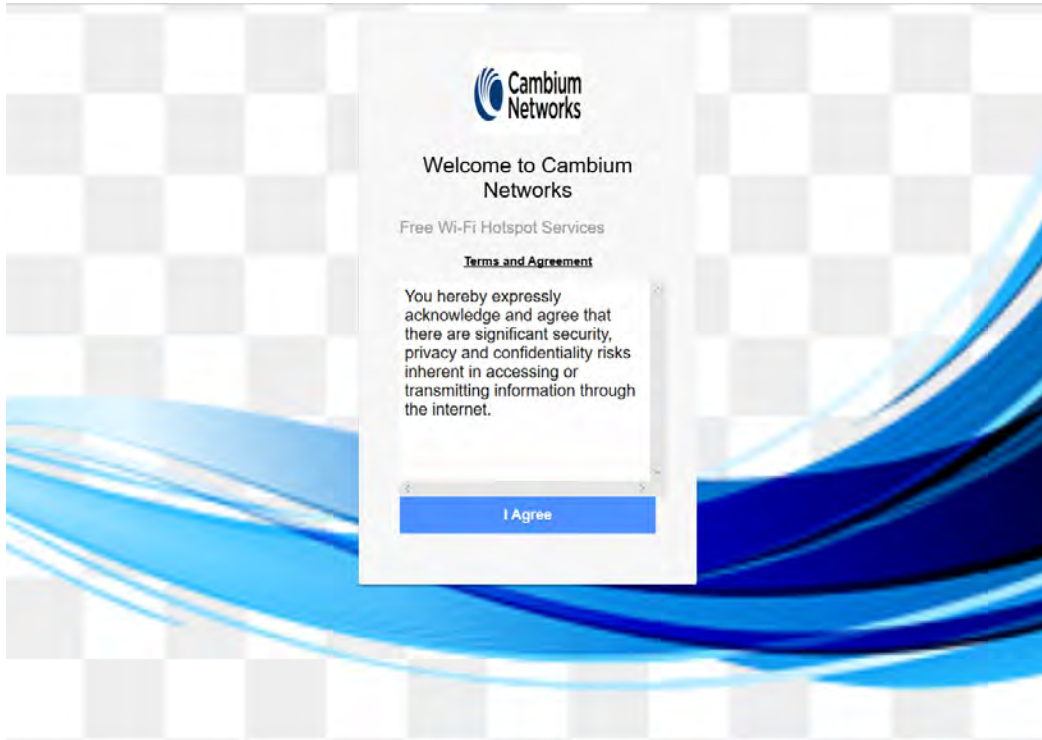 Cambium
Networks
Welcome to Cambium
Networks
Free Wi-Fi Hotspot Services
Terms and Agreement
You hereby expressly
acknowledge and agree that
there are significant security,
privacy and confidentiality risks
inherent in accessing or
transmitting information through
the internet.
I Agree